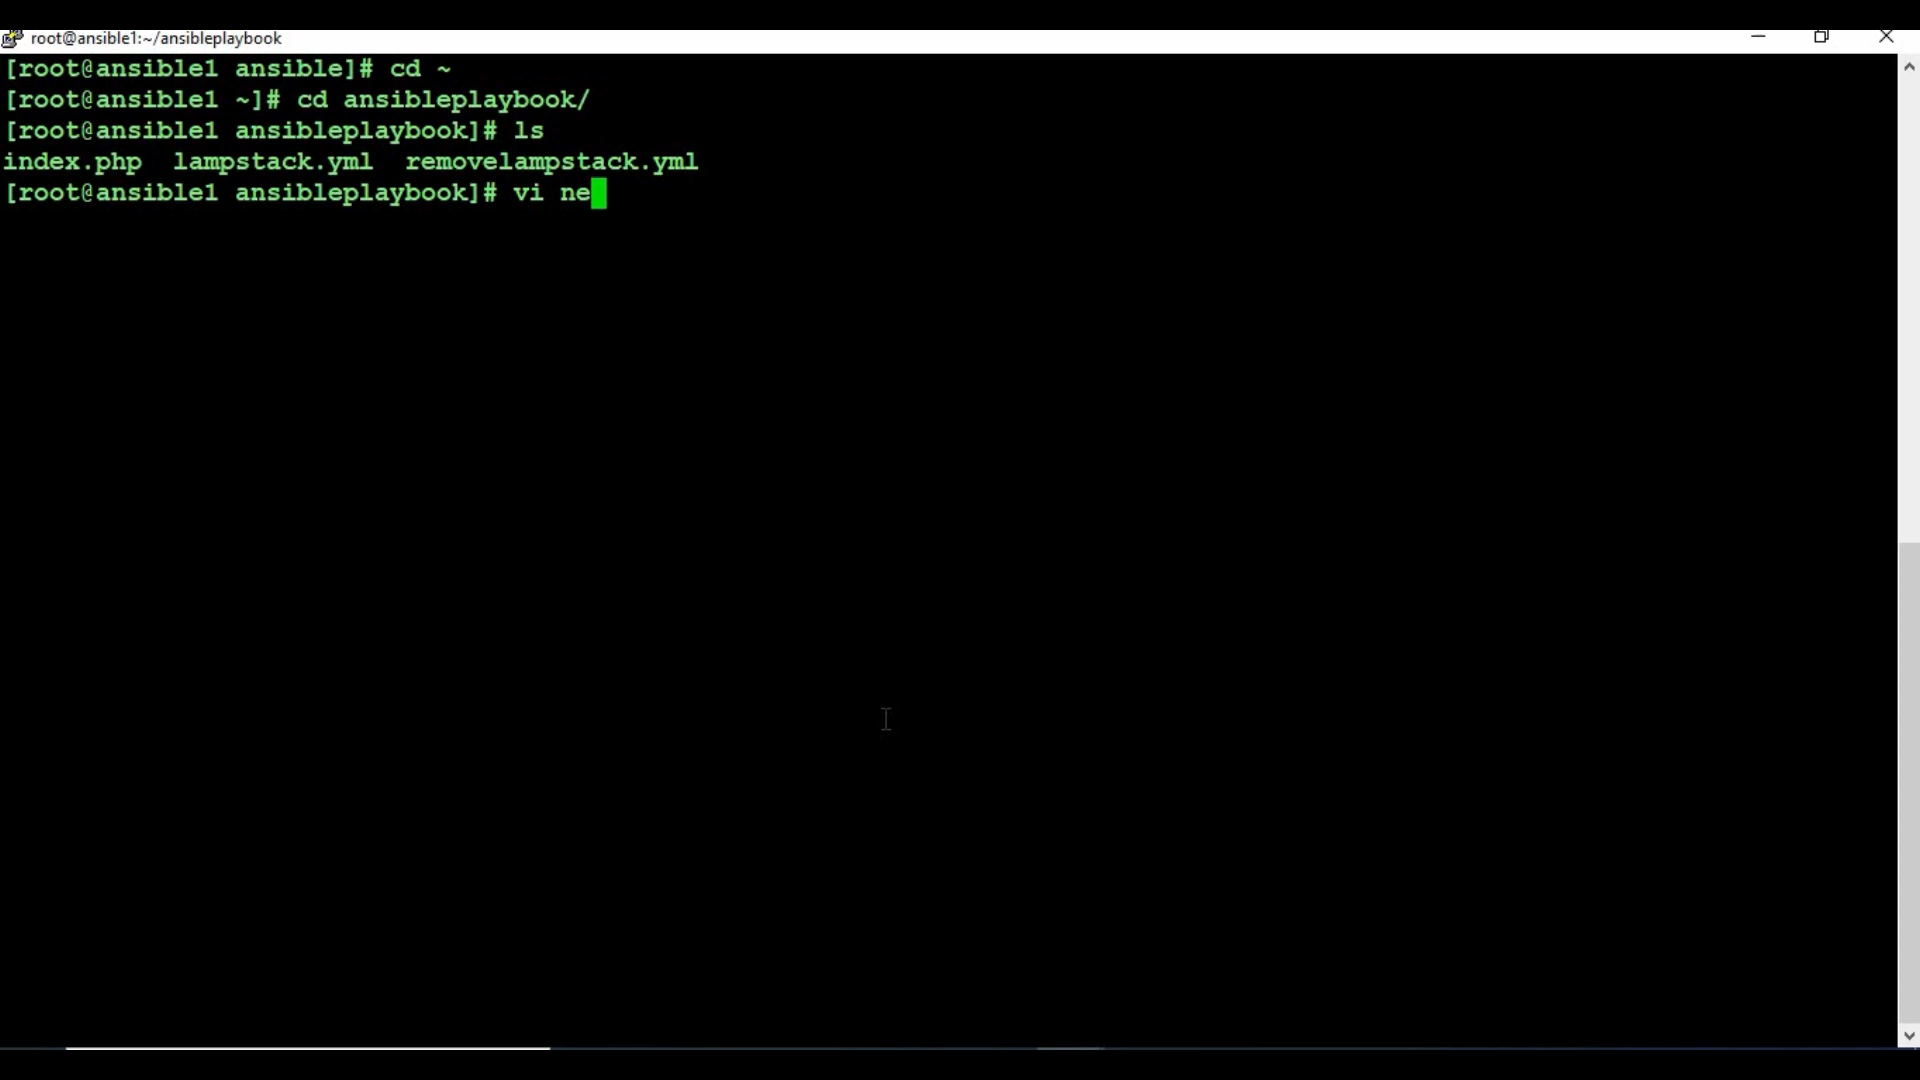 root@ansible1:~/ansibleplaybook
[root@ansible1 ansible]# cd ~
[root@ansible1 ~]# cd ansibleplaybook/
[root@ansible1 ansibleplaybook]# ls
index.php  lampstack.yml  removelampstack.yml
[root@ansible1 ansibleplaybook]# vi ne